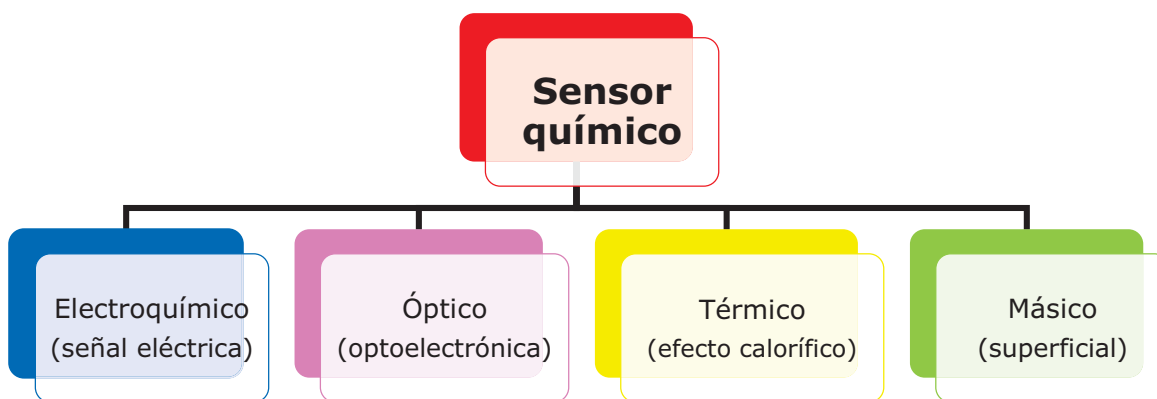 Sensor
químico
Electroquímico
(señal eléctrica)
Óptico
(optoelectrónica)
Térmico
(efecto calorífico)
Másico
(superficial)